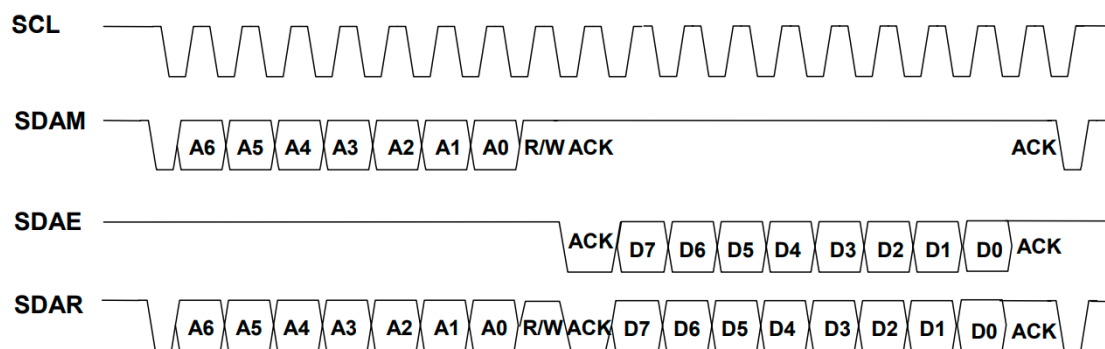 SCL
SDAM A6 A5 A4 A3 A2 A1 A0 R/W ACK ACK
SDAE ACK D7 D6 D5 D4 D3 D2 D1 D0 ACK
SDAR A6 A5 A4 A3 A2 A1 A0 R/W ACK D7 D6 D5 D4 D3 D2 D1 D0 ACK